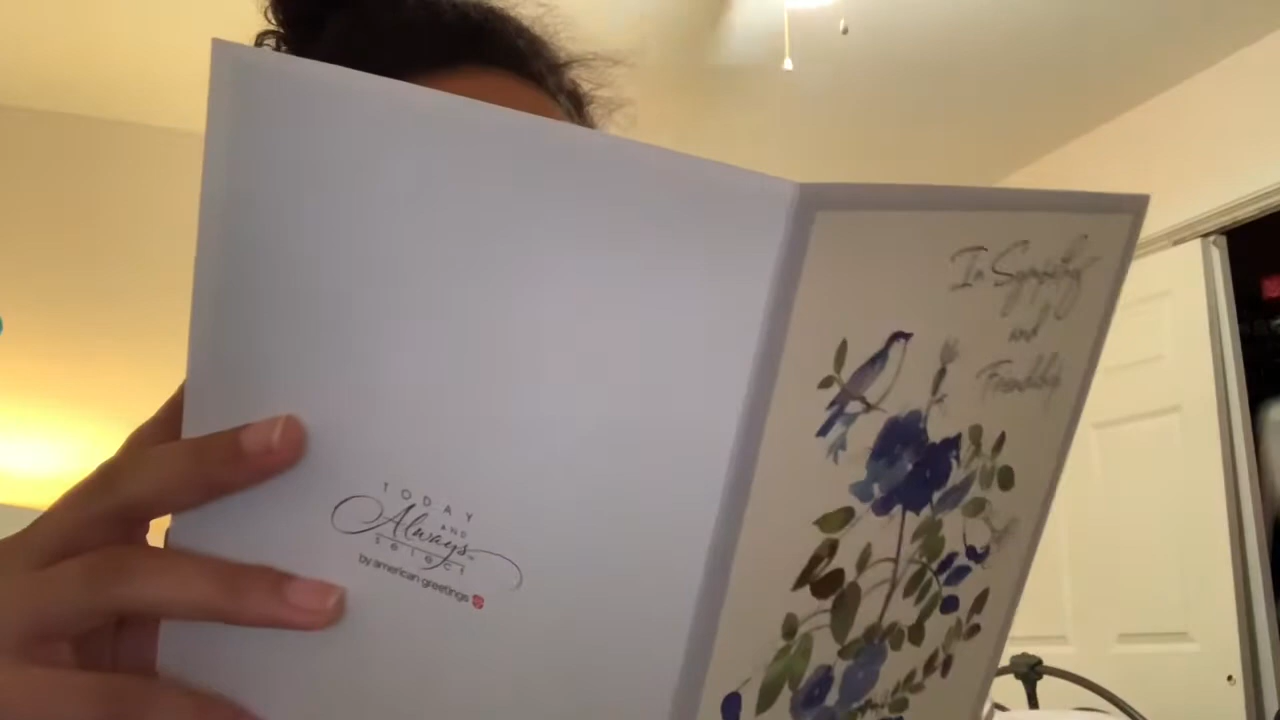 TODAY
AND
Always
select
by american greetings
In Sympathy
and
Friendship